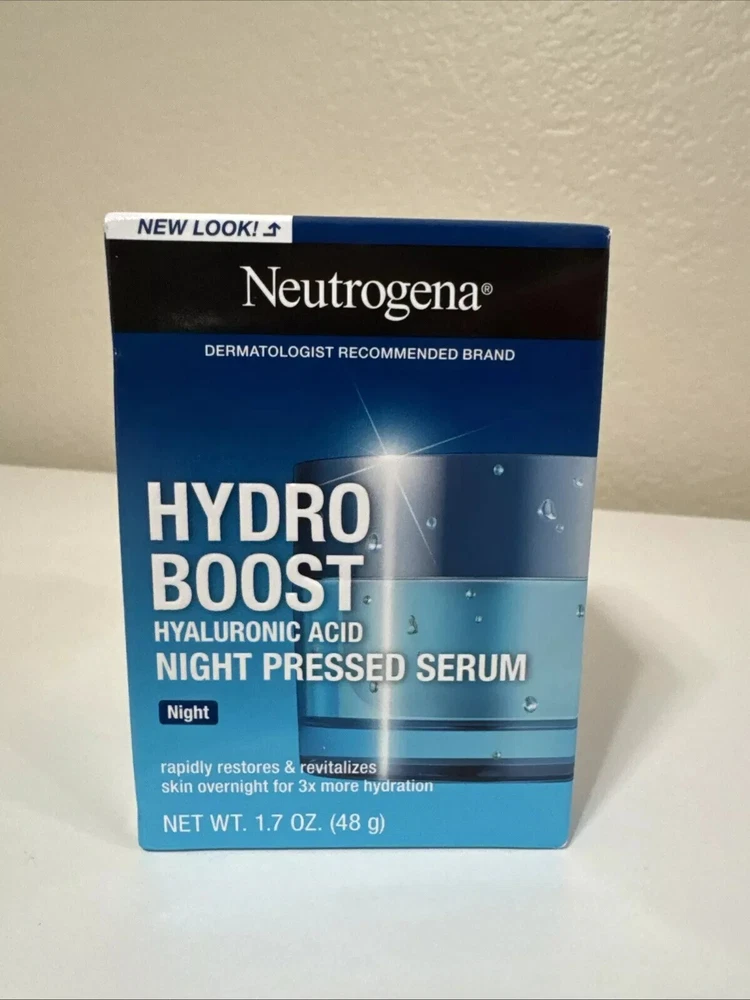 NEW LOOK!
Neutrogena®
DERMATOLOGIST RECOMMENDED BRAND
HYDRO
BOOST
HYALURONIC ACID
NIGHT PRESSED SERUM
Night
rapidly restores & revitalizes
skin overnight for 3x more hydration
NET WT. 1.7 OZ. (48 g)